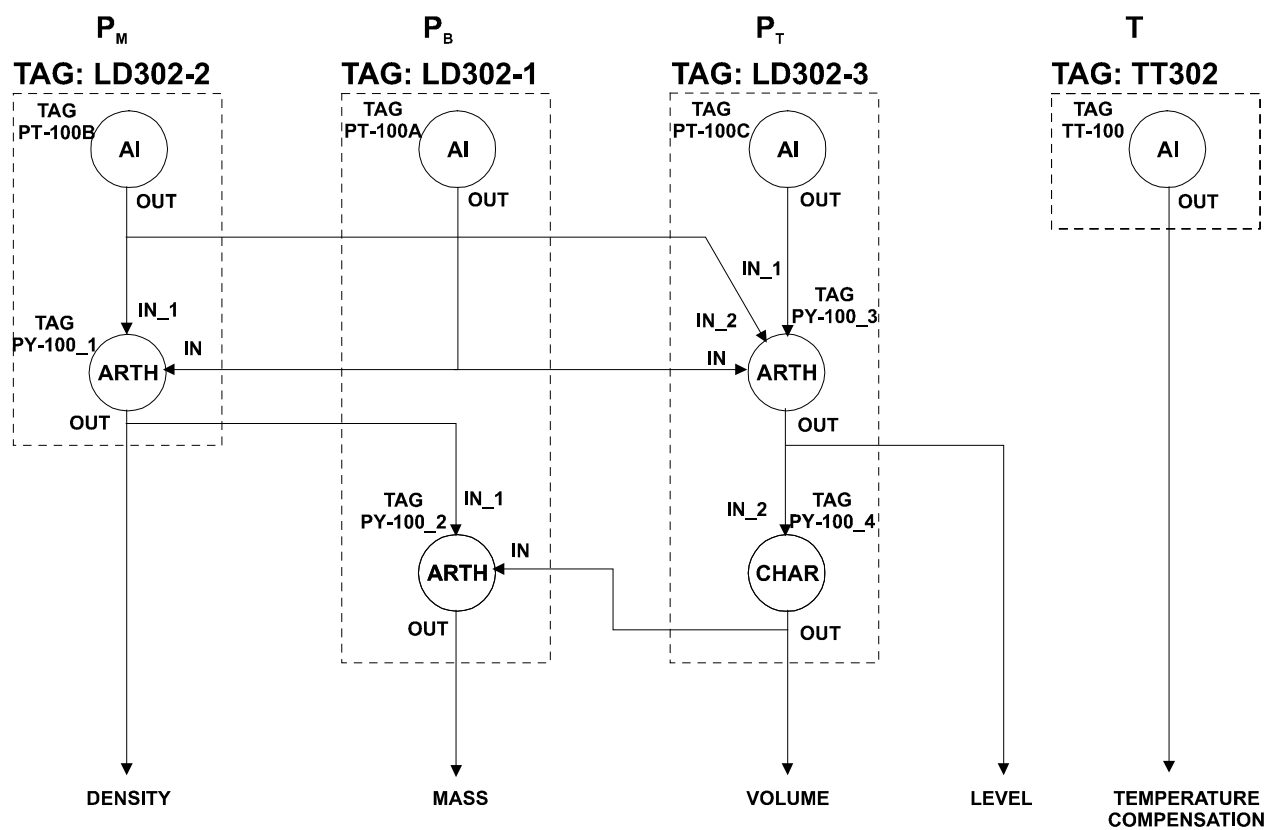 PM PB PT T
TAG: LD302-2 TAG: LD302-1 TAG: LD302-3 TAG: TT302
TAG TAG TAG TAG
PT-100B PT-100A PT-100C TT-100
AI AI AI AI
OUT OUT OUT OUT
IN_1
IN_1 TAG
TAG IN_2 PY-100_3
PY-100_1 IN IN
ARTH ARTH
OUT OUT
TAG IN_1 TAG
PY-100_2 IN_2 PY-100_4
IN
ARTH CHAR
OUT OUT
DENSITY MASS VOLUME LEVEL TEMPERATURE
COMPENSATION